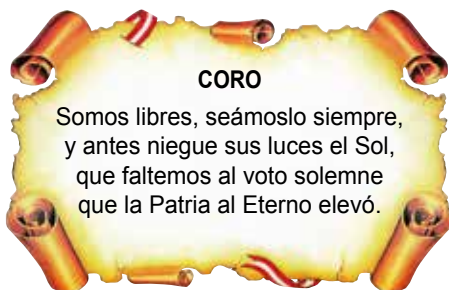 CORO
Somos libres, seámoslo siempre,
y antes niegue sus luces el Sol,
que faltemos al voto solemne
que la Patria al Eterno elevó.